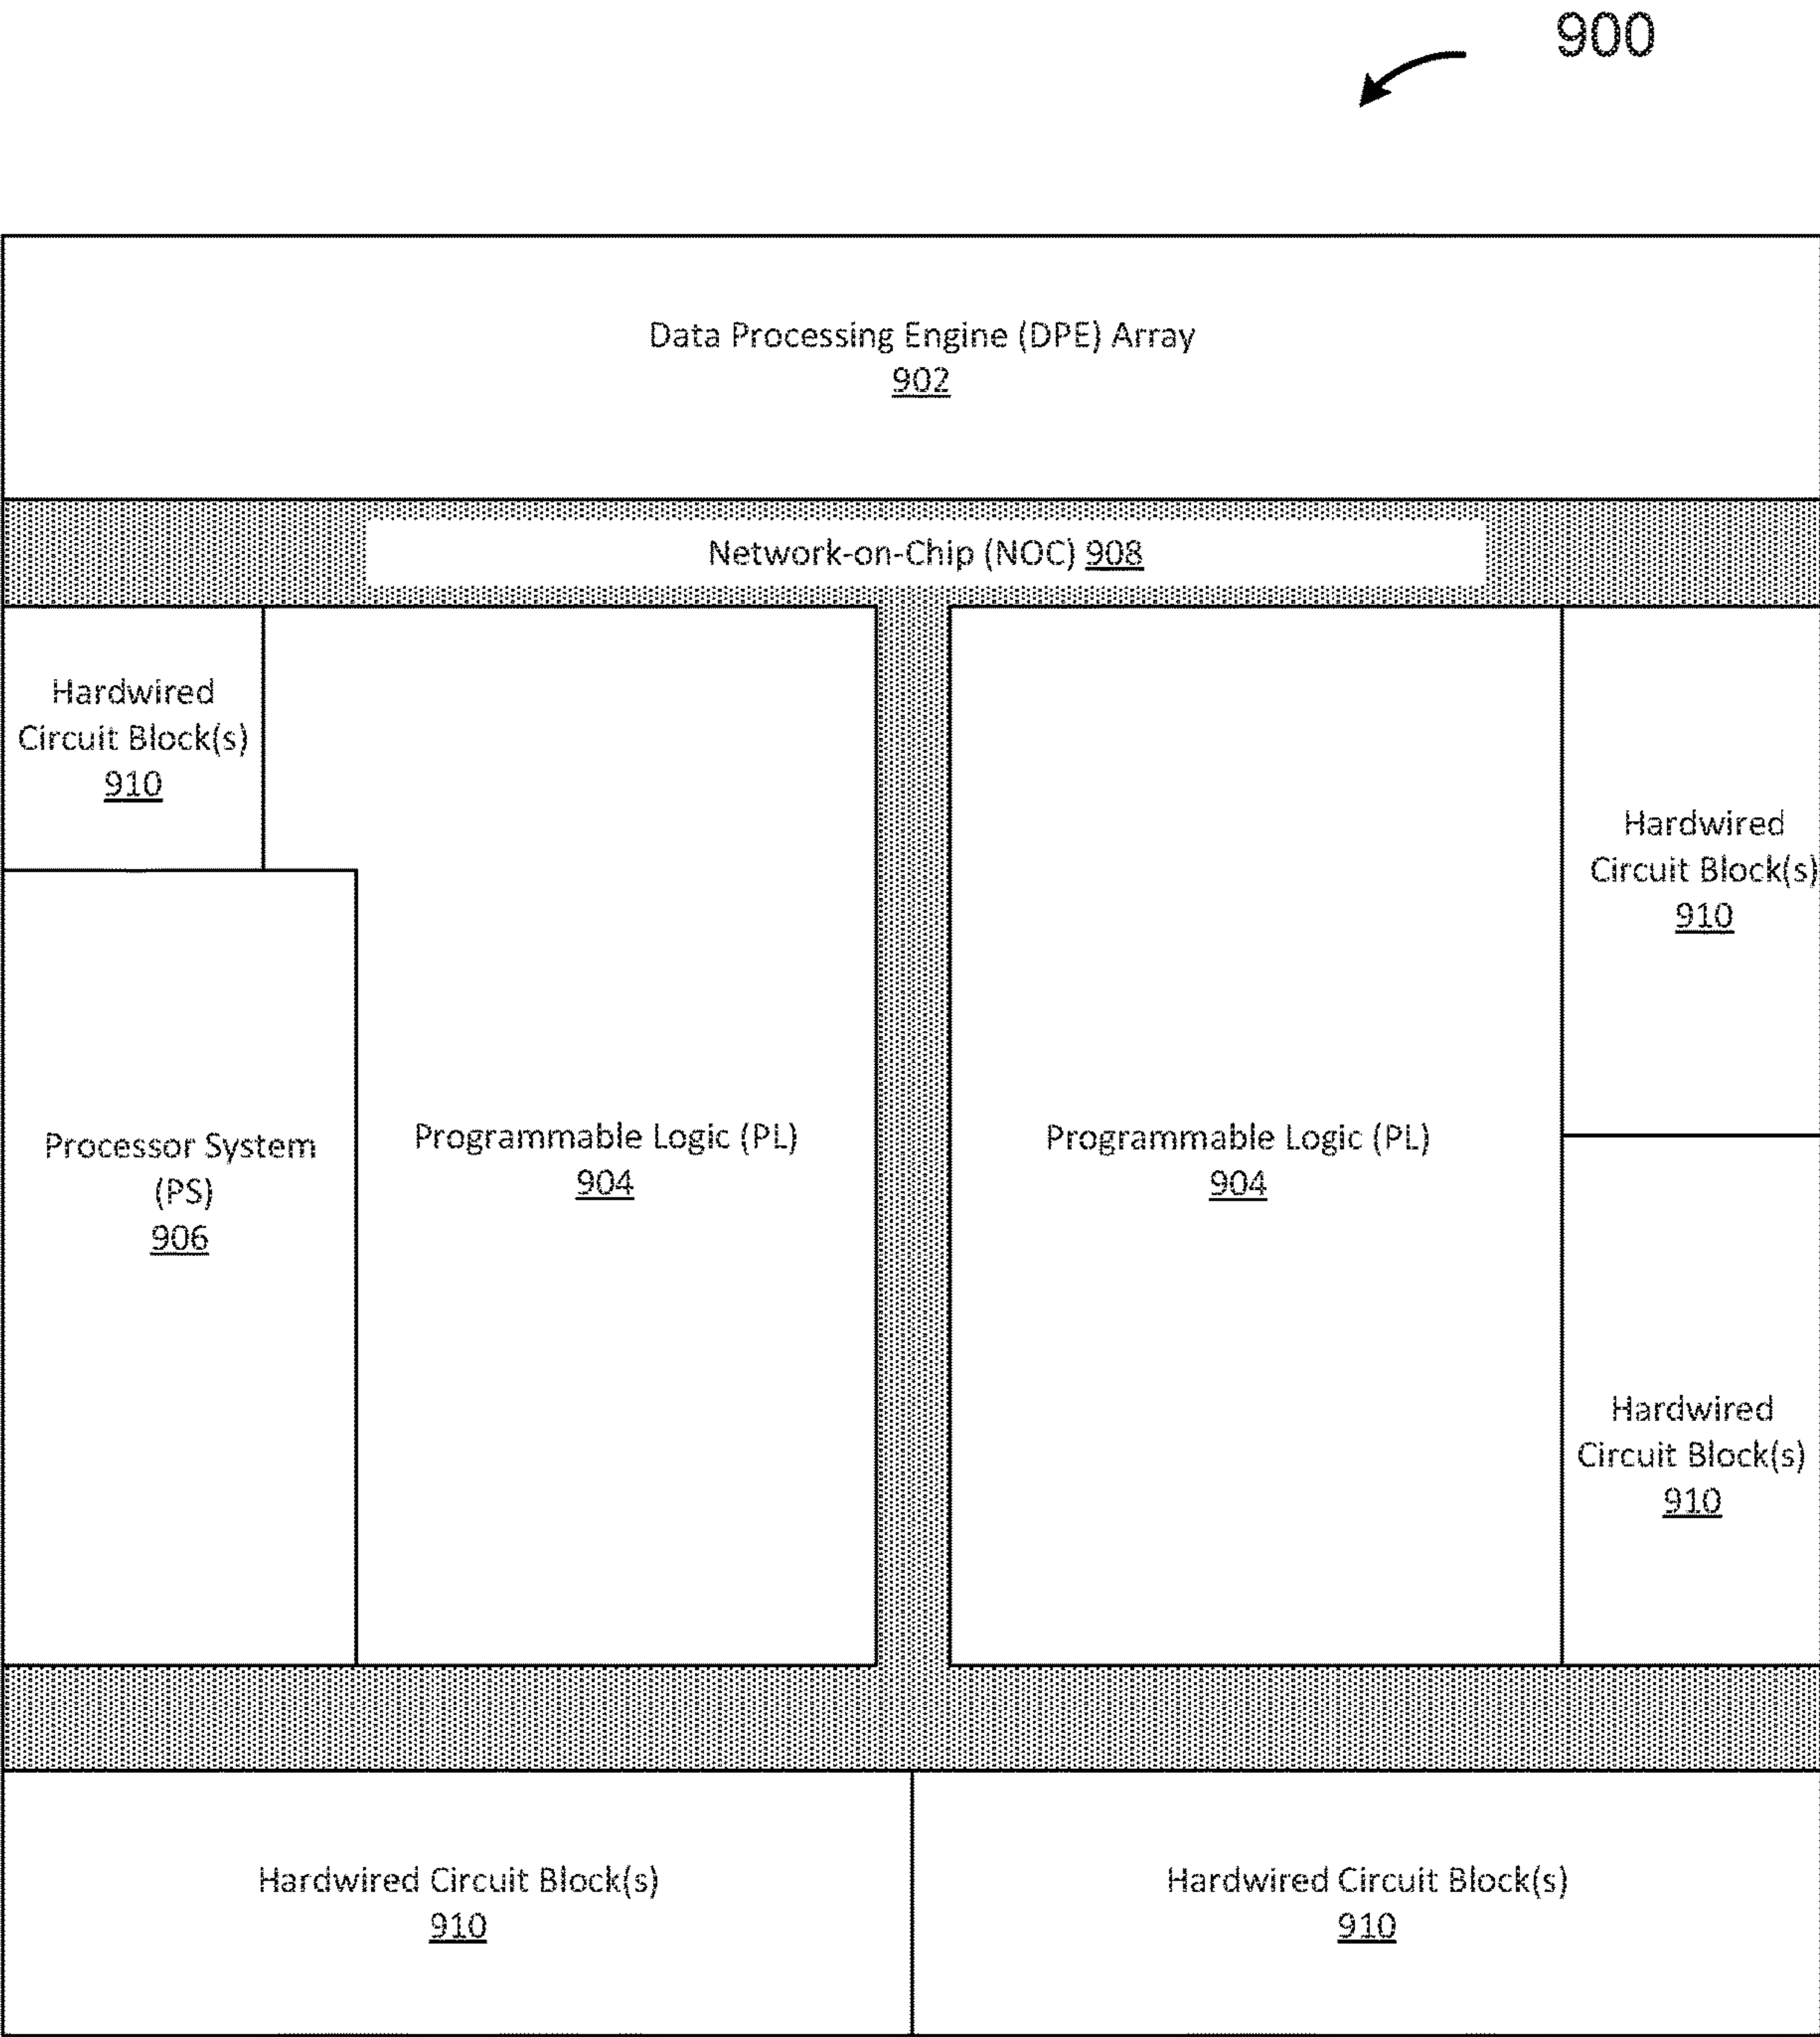 900
Data Processing Engine (DPE) Array
902
Network-on-Chip (NOC) 908
Hardwired
Circuit Block(s)
910
Processor System
(PS)
906
Programmable Logic (PL)
904
Programmable Logic (PL)
904
Hardwired
Circuit Block(s)
910
Hardwired
Circuit Block(s)
910
Hardwired Circuit Block(s)
910
Hardwired Circuit Block(s)
910